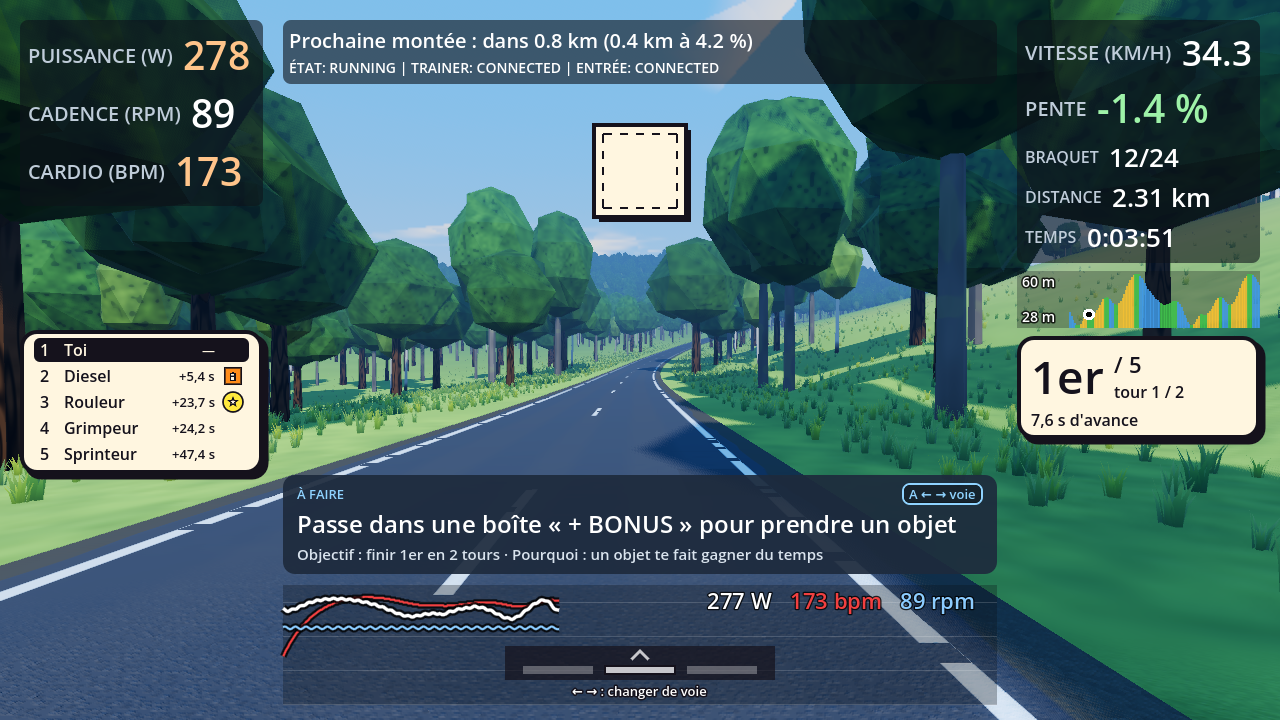 PUISSANCE (W) 278
CADENCE (RPM) 89
CARDIO (BPM) 173
Prochaine montée : dans 0.8 km (0.4 km à 4.2 %)
ÉTAT: RUNNING | TRAINER: CONNECTED | ENTRÉE: CONNECTED
VITESSE (KM/H) 34.3
PENTE -1.4 %
BRAQUET 12/24
DISTANCE 2.31 km
TEMPS 0:03:51
60 m
28 m
1 Toi —
2 Diesel +5,4 s
3 Rouleur +23,7 s
4 Grimpeur +24,2 s
5 Sprinteur +47,4 s
1er / 5
tour 1 / 2
7,6 s d'avance
À FAIRE
A ← → voie
Passe dans une boîte « + BONUS » pour prendre un objet
Objectif : finir 1er en 2 tours · Pourquoi : un objet te fait gagner du temps
277 W 173 bpm 89 rpm
← → : changer de voie